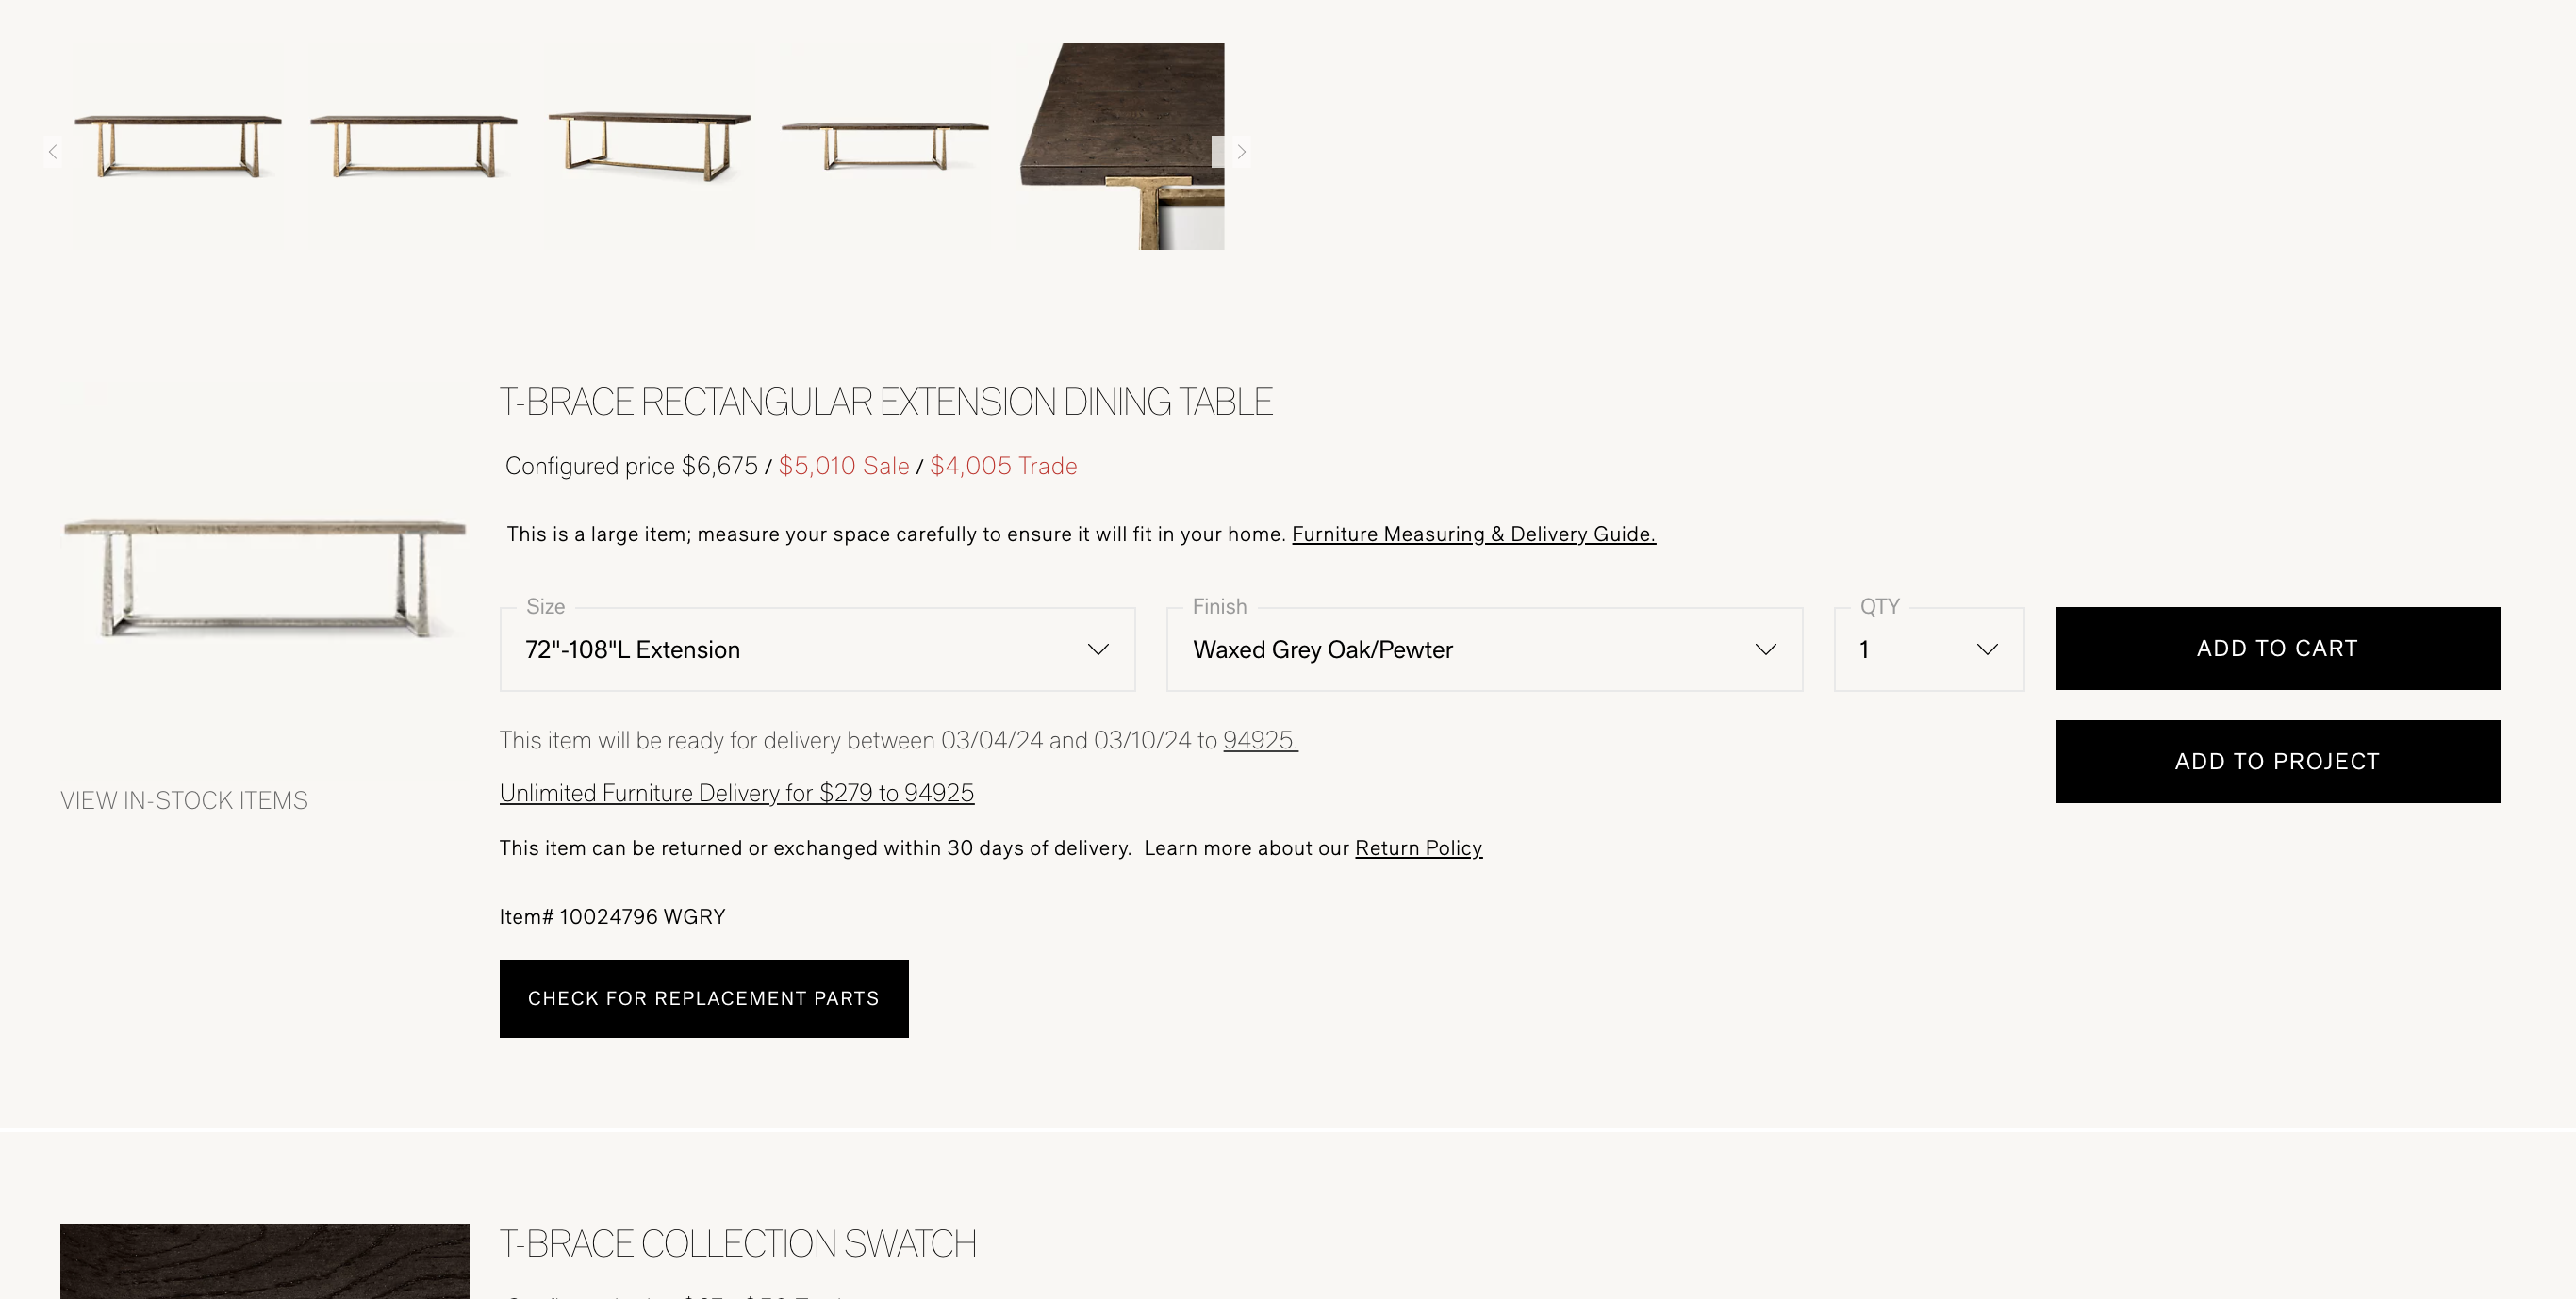 T-BRACE RECTANGULAR EXTENSION DINING TABLE
Configured price $6,675 / $5,010 Sale / $4,005 Trade
This is a large item; measure your space carefully to ensure it will fit in your home. Furniture Measuring & Delivery Guide.
Size
72"-108"L Extension
Finish
Waxed Grey Oak/Pewter
QTY
1
ADD TO CART
ADD TO PROJECT
This item will be ready for delivery between 03/04/24 and 03/10/24 to 94925.
VIEW IN-STOCK ITEMS
Unlimited Furniture Delivery for $279 to 94925
This item can be returned or exchanged within 30 days of delivery. Learn more about our Return Policy
Item# 10024796 WGRY
CHECK FOR REPLACEMENT PARTS
T-BRACE COLLECTION SWATCH